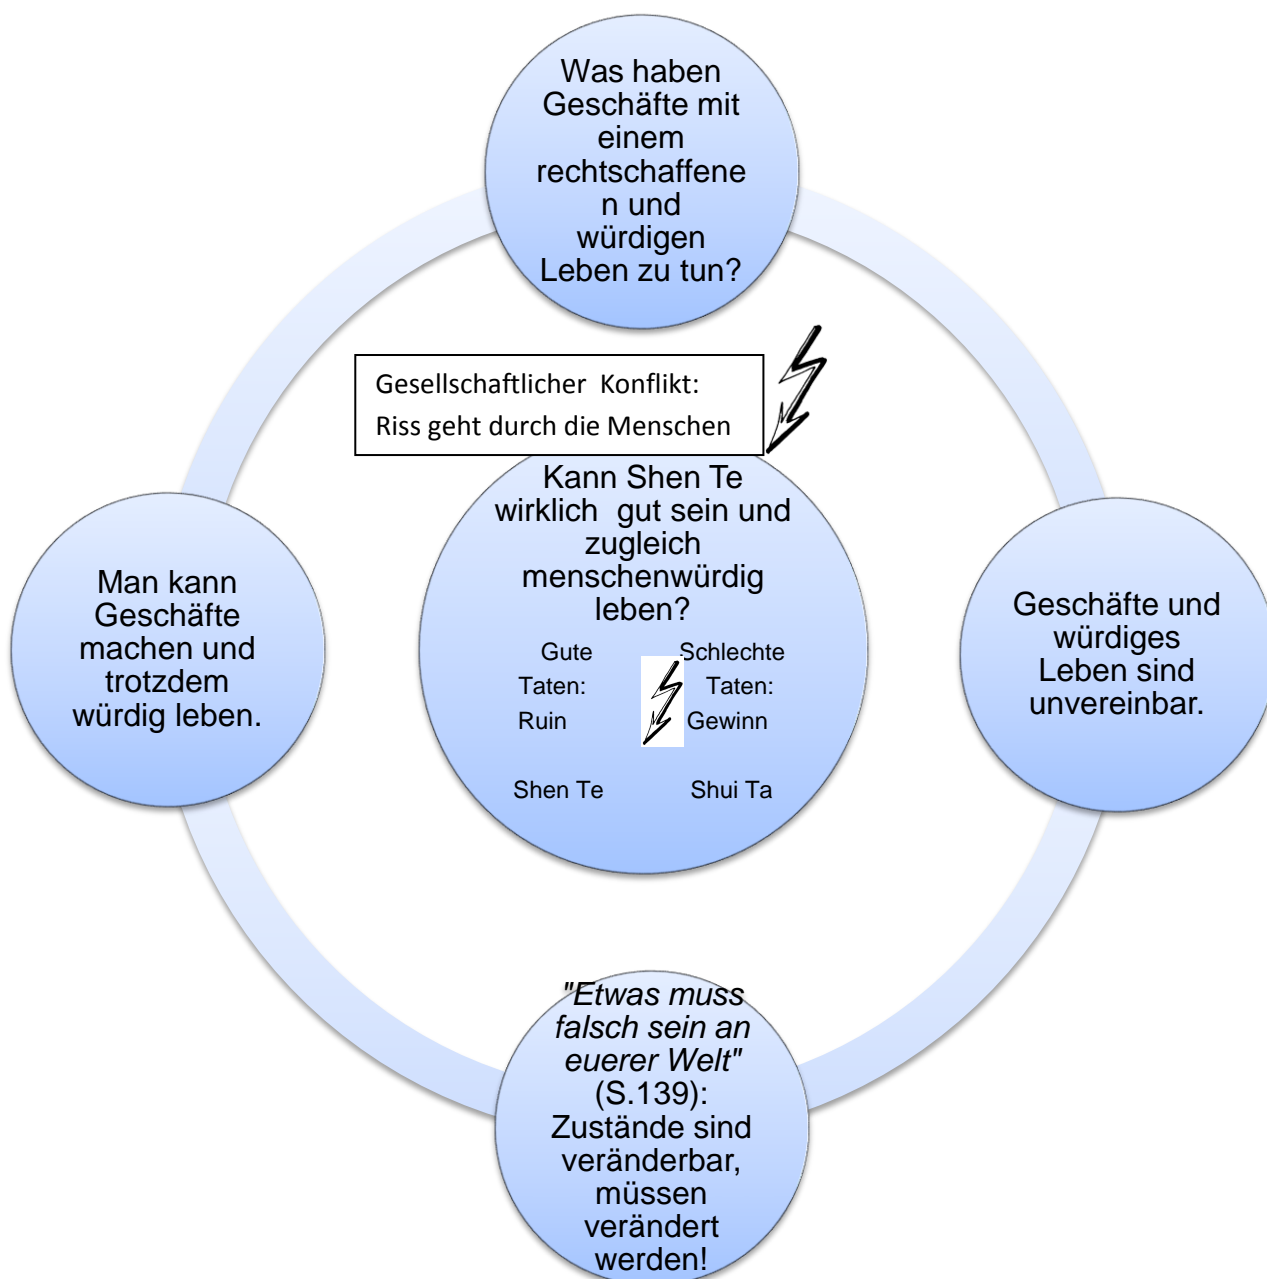 Was haben
Geschäfte mit
einem
rechtschaffene
n und
würdigen
Leben zu tun?
Gesellschaftlicher Konflikt:
Riss geht durch die Menschen
Kann Shen Te
wirklich gut sein und
zugleich
menschenwürdig
leben?
Gute Schlechte
Taten: Taten:
Ruin Gewinn
Shen Te Shui Ta
Man kann
Geschäfte
machen und
trotzdem
würdig leben.
Geschäfte und
würdiges
Leben sind
unvereinbar.
"Etwas muss
falsch sein an
euerer Welt"
(S.139):
Zustände sind
veränderbar,
müssen
verändert
werden!